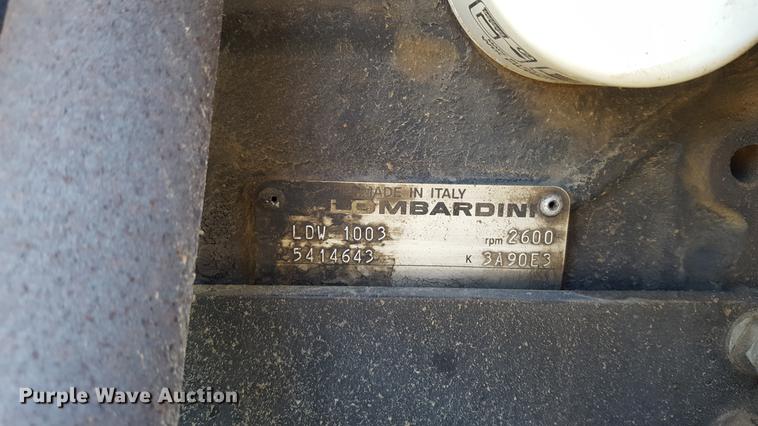 MADE IN ITALY
LOMBARDINI
LDW 1003 rpm 2600
5414643 K 3A90E3
Purple Wave Auction